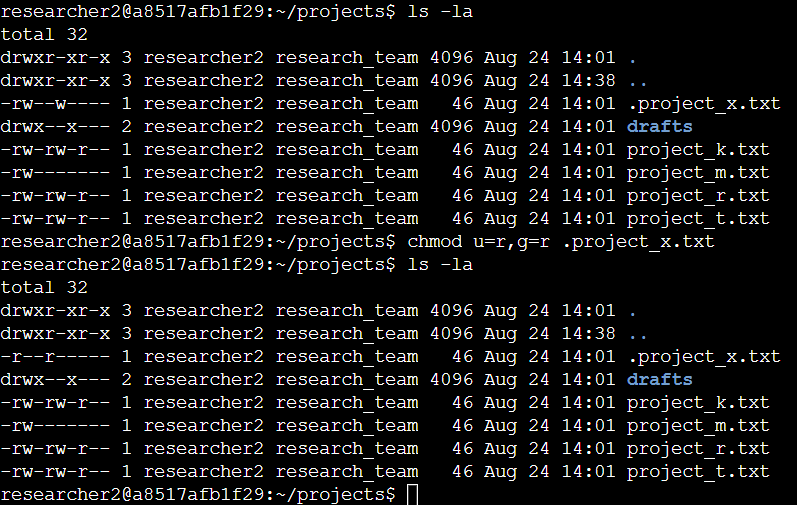 researcher2@a8517afb1f29:~/projects$ ls -la
total 32
drwxr-xr-x 3 researcher2 research_team 4096 Aug 24 14:01 .
drwxr-xr-x 3 researcher2 research_team 4096 Aug 24 14:38 ..
-rw--w---- 1 researcher2 research_team   46 Aug 24 14:01 .project_x.txt
drwx--x--- 2 researcher2 research_team 4096 Aug 24 14:01 drafts
-rw-rw-r-- 1 researcher2 research_team   46 Aug 24 14:01 project_k.txt
-rw------- 1 researcher2 research_team   46 Aug 24 14:01 project_m.txt
-rw-rw-r-- 1 researcher2 research_team   46 Aug 24 14:01 project_r.txt
-rw-rw-r-- 1 researcher2 research_team   46 Aug 24 14:01 project_t.txt
researcher2@a8517afb1f29:~/projects$ chmod u=r,g=r .project_x.txt
researcher2@a8517afb1f29:~/projects$ ls -la
total 32
drwxr-xr-x 3 researcher2 research_team 4096 Aug 24 14:01 .
drwxr-xr-x 3 researcher2 research_team 4096 Aug 24 14:38 ..
-r--r----- 1 researcher2 research_team   46 Aug 24 14:01 .project_x.txt
drwx--x--- 2 researcher2 research_team 4096 Aug 24 14:01 drafts
-rw-rw-r-- 1 researcher2 research_team   46 Aug 24 14:01 project_k.txt
-rw------- 1 researcher2 research_team   46 Aug 24 14:01 project_m.txt
-rw-rw-r-- 1 researcher2 research_team   46 Aug 24 14:01 project_r.txt
-rw-rw-r-- 1 researcher2 research_team   46 Aug 24 14:01 project_t.txt
researcher2@a8517afb1f29:~/projects$